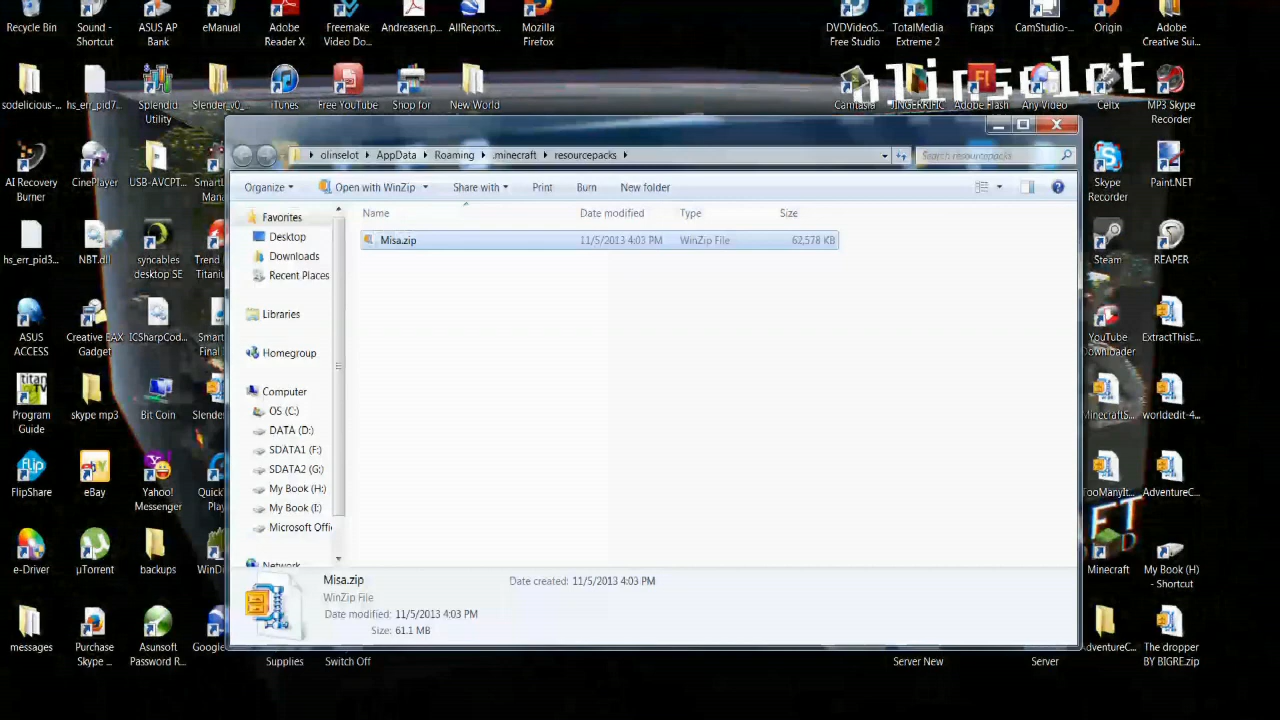 Recycle Bin
Sound - Shortcut
ASUS AP Bank
eManual
Adobe Reader X
Freemake Video Do...
Andreasen.p...
AllReports...
Mozilla Firefox
DVDVideoS... Free Studio
TotalMedia Extreme 2
Fraps
CamStudio-...
Origin
Adobe Creative Sui...
olinselot
sodelicious-...
hs_err_pid7...
Splendid Utility
Slender_v0_...
iTunes
Free YouTube
Shop for
New World
Camtasia
JINGERRIFIC
Adobe Flash
Any Video
Celtx
MP3 Skype Recorder
olinselot
AppData
Roaming
.minecraft
resourcepacks
Search resourcepacks
AI Recovery Burner
CinePlayer
USB-AVCPT...
Skype Recorder
Paint.NET
Organize
Open with WinZip
Share with
Print
Burn
New folder
Name
Date modified
Type
Size
Misa.zip
11/5/2013 4:03 PM
WinZip File
62,578 KB
Favorites
Desktop
Downloads
Recent Places
Libraries
Homegroup
Computer
OS (C:)
DATA (D:)
SDATA1 (F:)
SDATA2 (G:)
My Book (H:)
My Book (I:)
Microsoft Offi
Network
hs_err_pid3...
NBT.dll
syncables desktop SE
Steam
REAPER
ASUS ACCESS
Creative EAX Gadget
ICSharpCod...
YouTube Downloader
ExtractThisE...
Program Guide
skype mp3
Bit Coin
worldedit-4...
FlipShare
eBay
Yahoo! Messenger
AdventureC...
e-Driver
µTorrent
backups
Minecraft
My Book (H) - Shortcut
Misa.zip
WinZip File
Date modified: 11/5/2013 4:03 PM
Size: 61.1 MB
Date created: 11/5/2013 4:03 PM
messages
Purchase Skype ...
Asunsoft Password R...
Google
Supplies
Switch Off
Server New
Server
The dropper BY BIGRE.zip